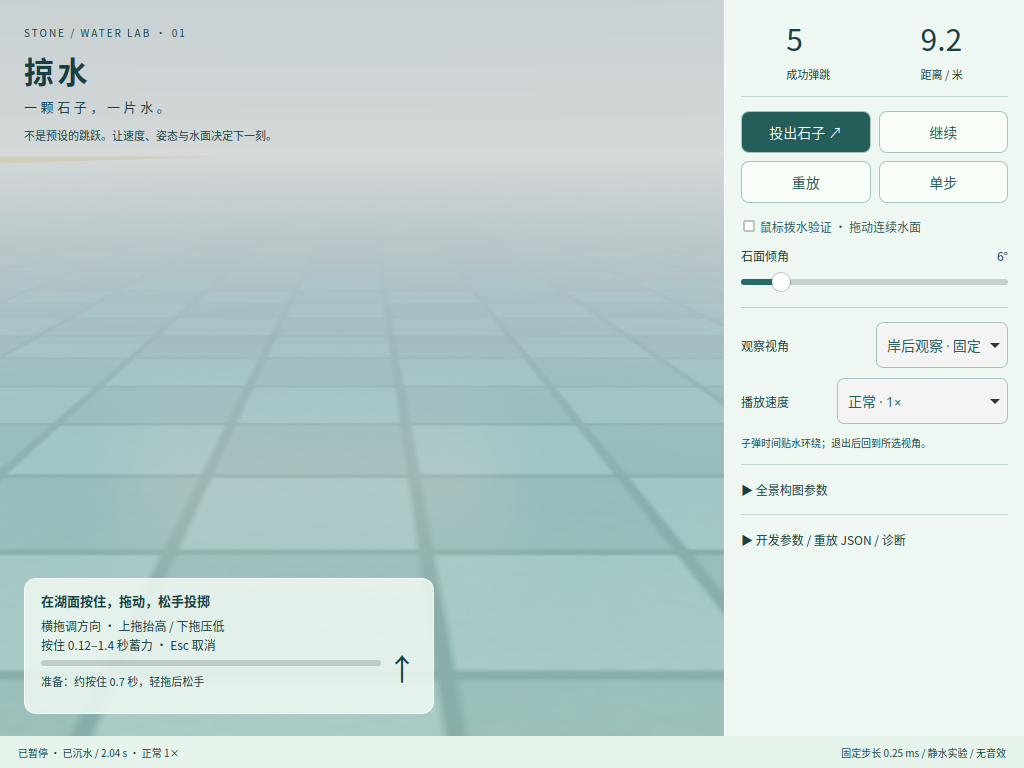 STONE / WATER LAB · 01
掠水
一颗石子，一片水。
不是预设的跳跃。让速度、姿态与水面决定下一刻。
5
成功弹跳
9.2
距离 / 米
投出石子 ↗
继续
重放
单步
鼠标拨水验证 · 拖动连续水面
石面倾角
6°
观察视角
岸后观察 · 固定
播放速度
正常 · 1×
子弹时间贴水环绕；退出后回到所选视角。
▶ 全景构图参数
▶ 开发参数 / 重放 JSON / 诊断
在湖面按住，拖动，松手投掷
横拖调方向 · 上拖抬高 / 下拖压低
按住 0.12–1.4 秒蓄力 · Esc 取消
↑
准备：约按住 0.7 秒，轻拖后松手
已暂停 · 已沉水 / 2.04 s · 正常 1×
固定步长 0.25 ms / 静水实验 / 无音效